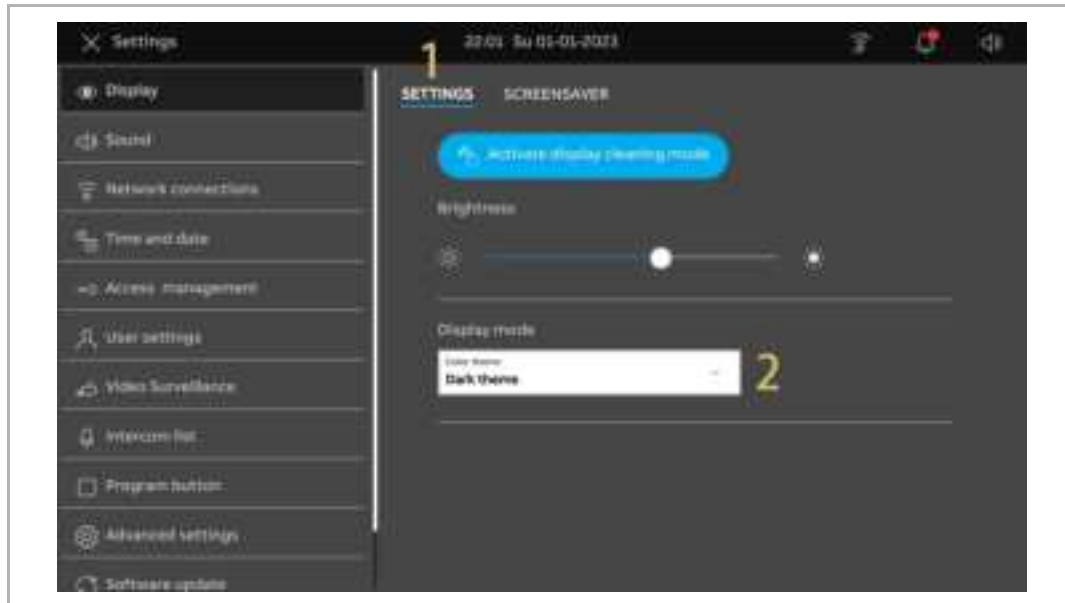 Settings
22:01 Su 01-01-2023
1
Display
Sound
Network connections
Time and date
Access management
User settings
Video Surveillance
Intercom list
Program button
Advanced settings
Software update
SETTINGS
SCREENSAVER
Activate display cleaning mode
Brightness
Display mode
Color theme
Dark theme
2